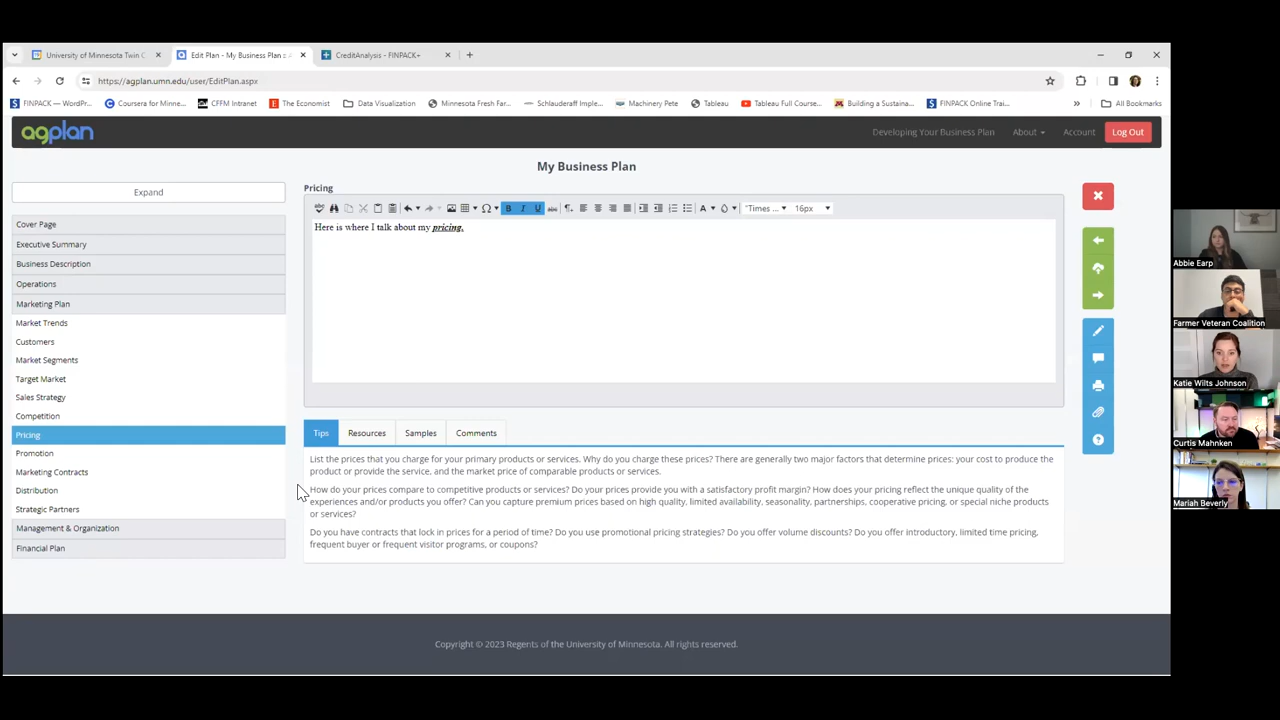 University of Minnesota Twin C
Edit Plan - My Business Plan ::
CreditAnalysis - FINPACK+
https://agplan.umn.edu/user/EditPlan.aspx
FINPACK — WordPr...
Coursera for Minne...
CFFM Intranet
The Economist
Data Visualization
Minnesota Fresh Far...
Schlauderaff Imple...
Machinery Pete
Tableau
Tableau Full Course...
Building a Sustaina...
FINPACK Online Trai...
»
All Bookmarks
agplan
Developing Your Business Plan
About
Account
Log Out
My Business Plan
Expand
Cover Page
Executive Summary
Business Description
Operations
Marketing Plan
Market Trends
Customers
Market Segments
Target Market
Sales Strategy
Competition
Pricing
Promotion
Marketing Contracts
Distribution
Strategic Partners
Management & Organization
Financial Plan
Pricing
B I U abc A "Times ... 16px
Here is where I talk about my pricing.
Tips
Resources
Samples
Comments
List the prices that you charge for your primary products or services. Why do you charge these prices? There are generally two major factors that determine prices: your cost to produce the
product or provide the service, and the market price of comparable products or services.
How do your prices compare to competitive products or services? Do your prices provide you with a satisfactory profit margin? How does your pricing reflect the unique quality of the
experiences and/or products you offer? Can you capture premium prices based on high quality, limited availability, seasonality, partnerships, cooperative pricing, or special niche products
or services?
Do you have contracts that lock in prices for a period of time? Do you use promotional pricing strategies? Do you offer volume discounts? Do you offer introductory, limited time pricing,
frequent buyer or frequent visitor programs, or coupons?
Copyright © 2023 Regents of the University of Minnesota. All rights reserved.
Abbie Earp
Farmer Veteran Coalition
Katie Wilts Johnson
Curtis Mahnken
Mariah Beverly